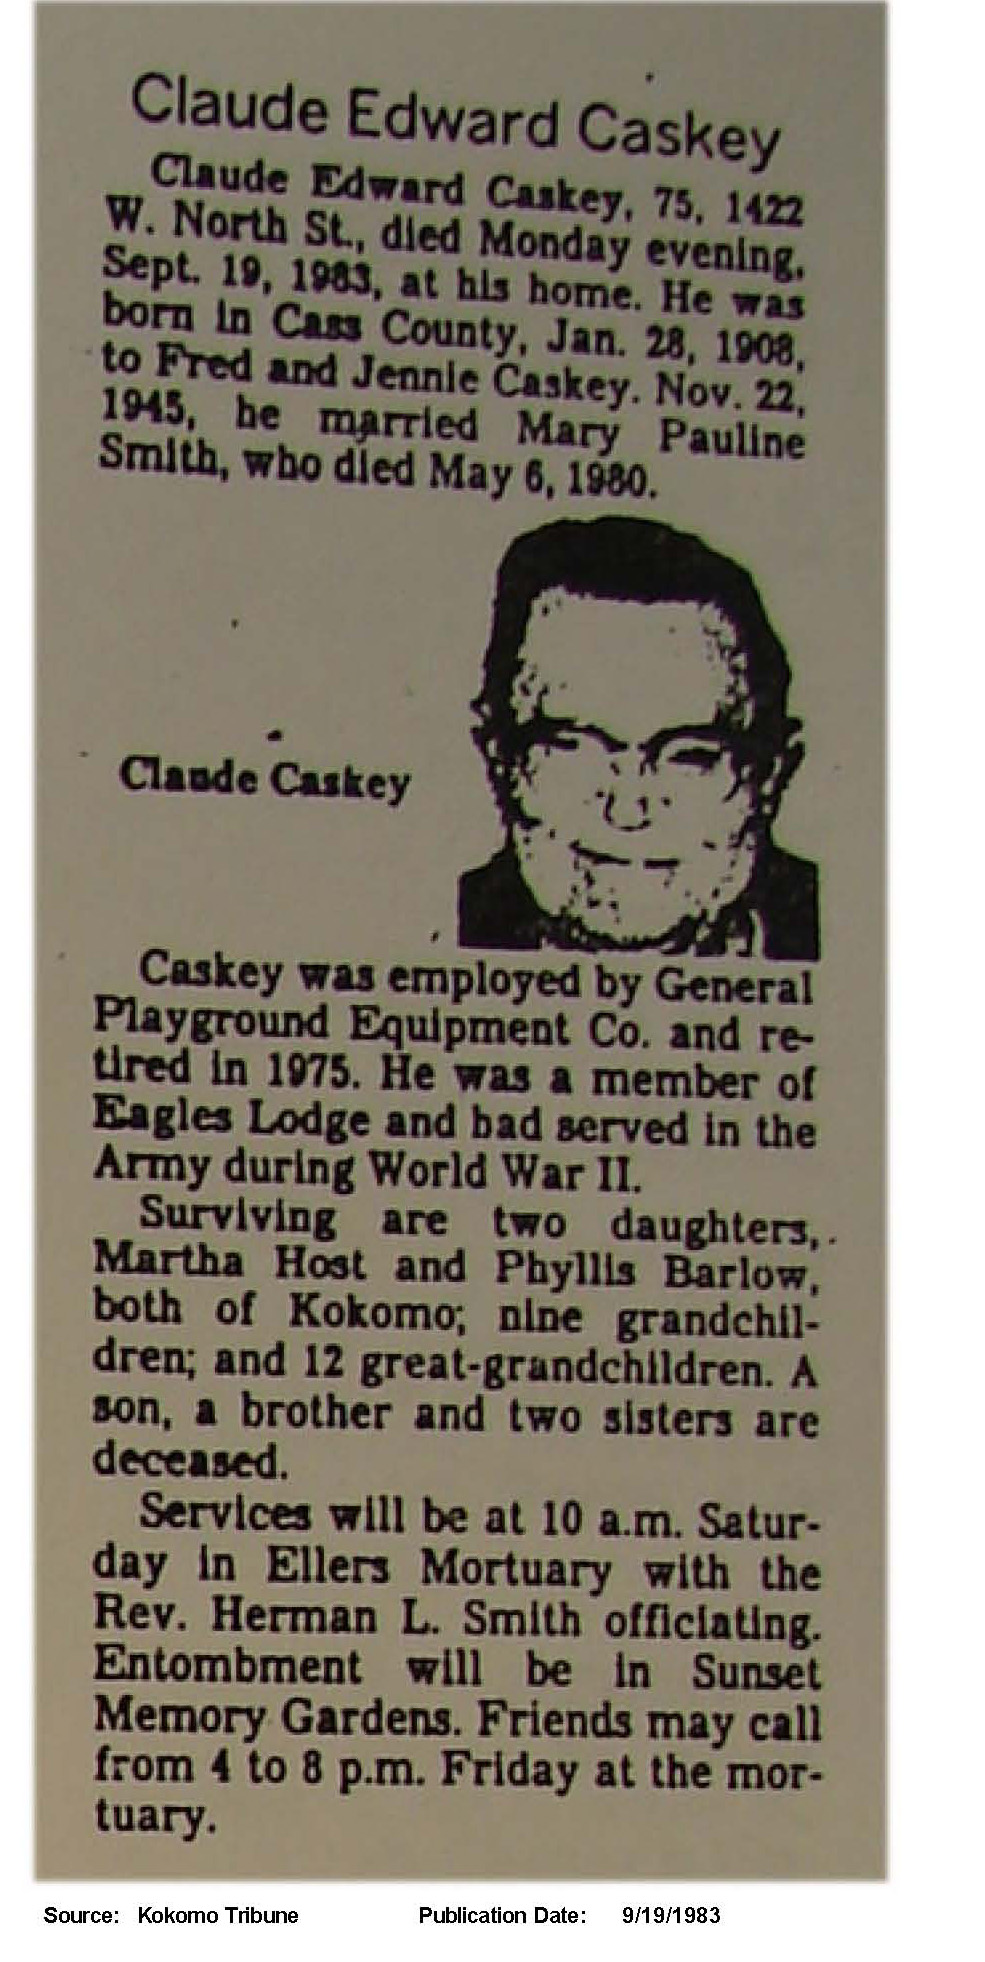 Claude Edward Caskey
Claude Edward Caskey, 75, 1422
W. North St., died Monday evening,
Sept. 19, 1983, at his home. He was
born in Cass County, Jan. 28, 1908,
to Fred and Jennie Caskey. Nov. 22,
1945, he married Mary Pauline
Smith, who died May 6, 1980.
Claude Caskey
Caskey was employed by General
Playground Equipment Co. and re-
tired in 1975. He was a member of
Eagles Lodge and had served in the
Army during World War II.
Surviving are two daughters,
Martha Host and Phyllis Barlow,
both of Kokomo; nine grandchil-
dren; and 12 great-grandchildren. A
son, a brother and two sisters are
deceased.
Services will be at 10 a.m. Satur-
day in Ellers Mortuary with the
Rev. Herman L. Smith officiating.
Entombment will be in Sunset
Memory Gardens. Friends may call
from 4 to 8 p.m. Friday at the mor-
tuary.
Source: Kokomo Tribune Publication Date: 9/19/1983